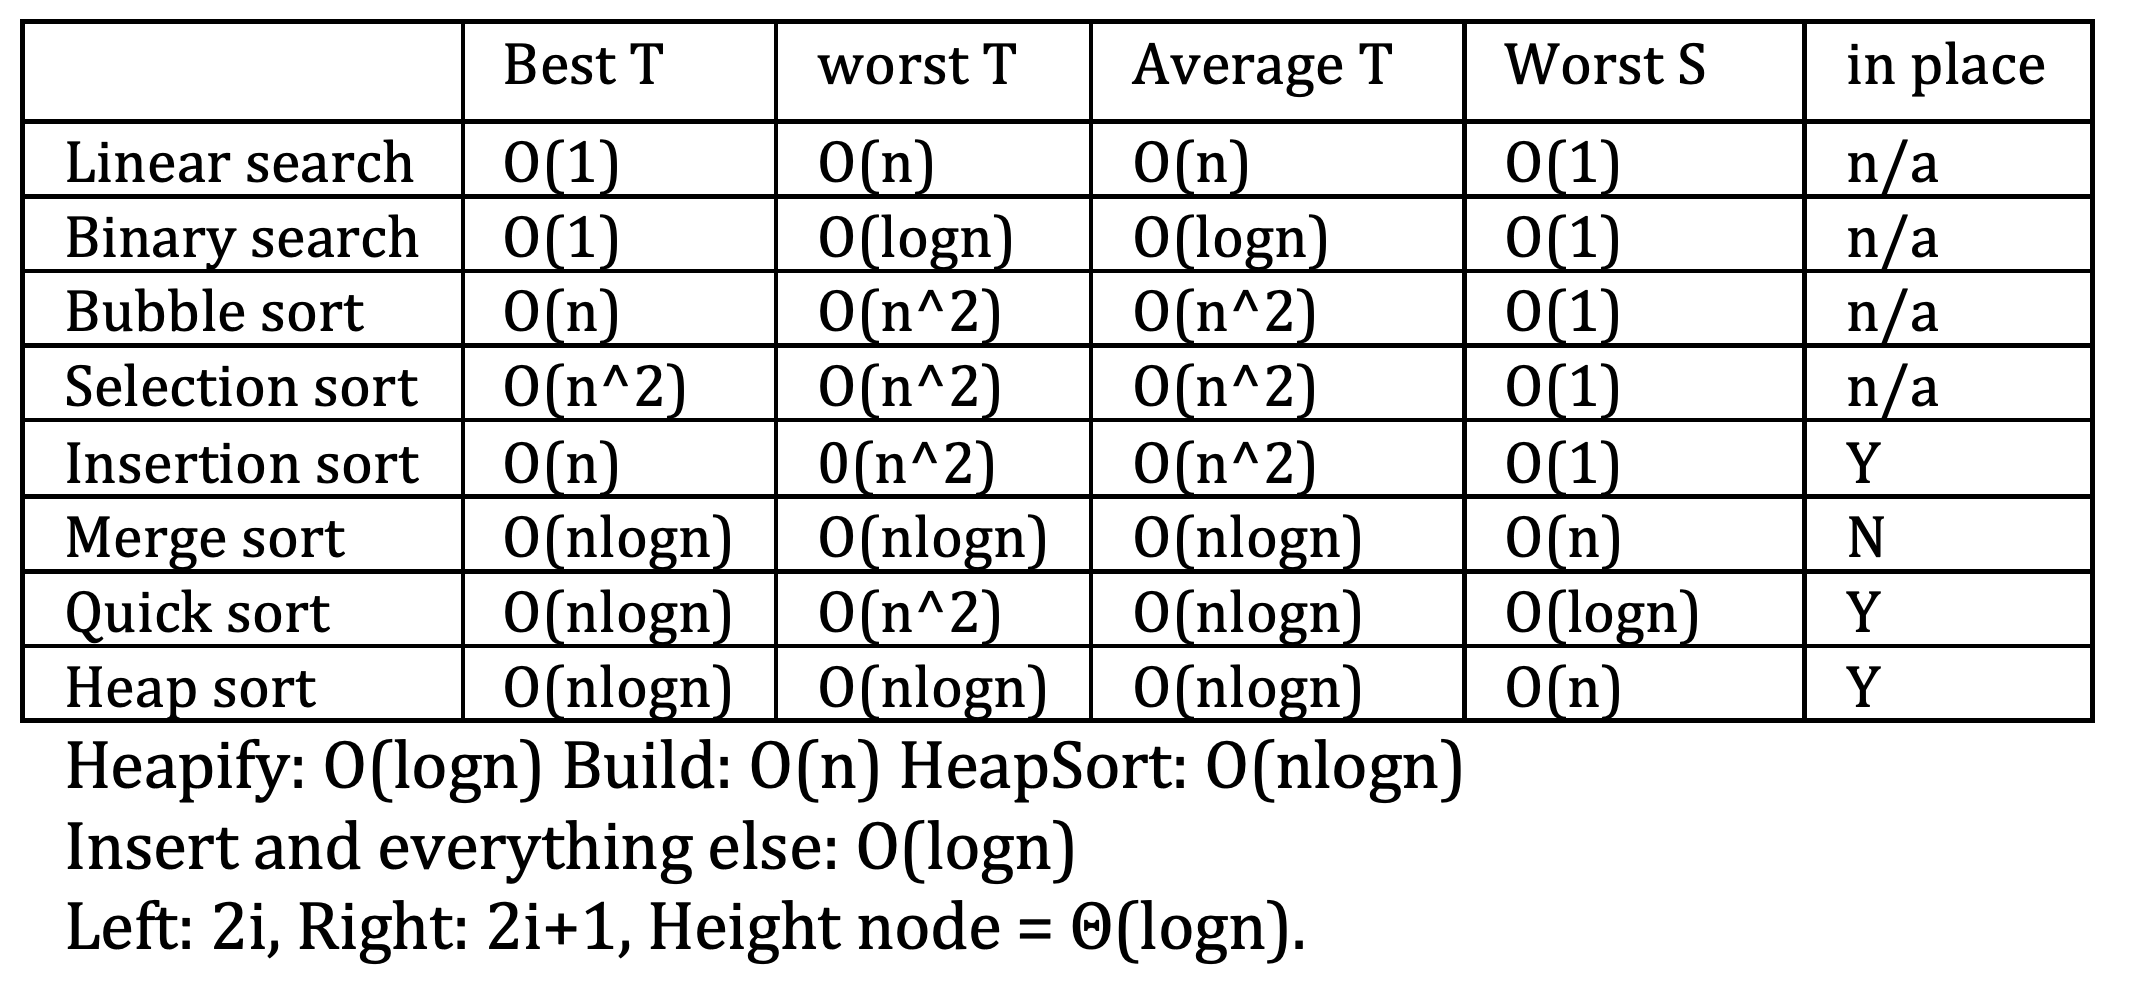 Best T worst T Average T Worst S in place
Linear search O(1) O(n) O(n) O(1) n/a
Binary search O(1) O(logn) O(logn) O(1) n/a
Bubble sort O(n) O(n^2) O(n^2) O(1) n/a
Selection sort O(n^2) O(n^2) O(n^2) O(1) n/a
Insertion sort O(n) 0(n^2) O(n^2) O(1) Y
Merge sort O(nlogn) O(nlogn) O(nlogn) O(n) N
Quick sort O(nlogn) O(n^2) O(nlogn) O(logn) Y
Heap sort O(nlogn) O(nlogn) O(nlogn) O(n) Y
Heapify: O(logn) Build: O(n) HeapSort: O(nlogn)
Insert and everything else: O(logn)
Left: 2i, Right: 2i+1, Height node = Θ(logn).